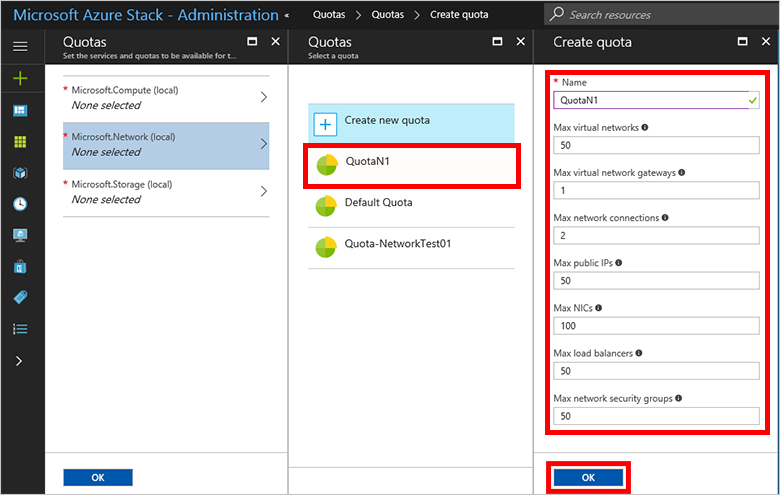 Microsoft Azure Stack - Administration « Quotas > Quotas > Create quota Search resources
Quotas
Set the services and quotas to be available for t...
* Microsoft.Compute (local)
None selected
* Microsoft.Network (local)
None selected
* Microsoft.Storage (local)
None selected
OK
Quotas
Select a quota
Create new quota
QuotaN1
Default Quota
Quota-NetworkTest01
Create quota
* Name
QuotaN1
Max virtual networks
50
Max virtual network gateways
1
Max network connections
2
Max public IPs
50
Max NICs
100
Max load balancers
50
Max network security groups
50
OK